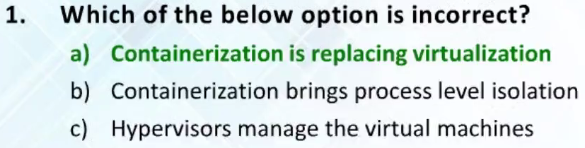 1. Which of the below option is incorrect?
a) Containerization is replacing virtualization
b) Containerization brings process level isolation
c) Hypervisors manage the virtual machines